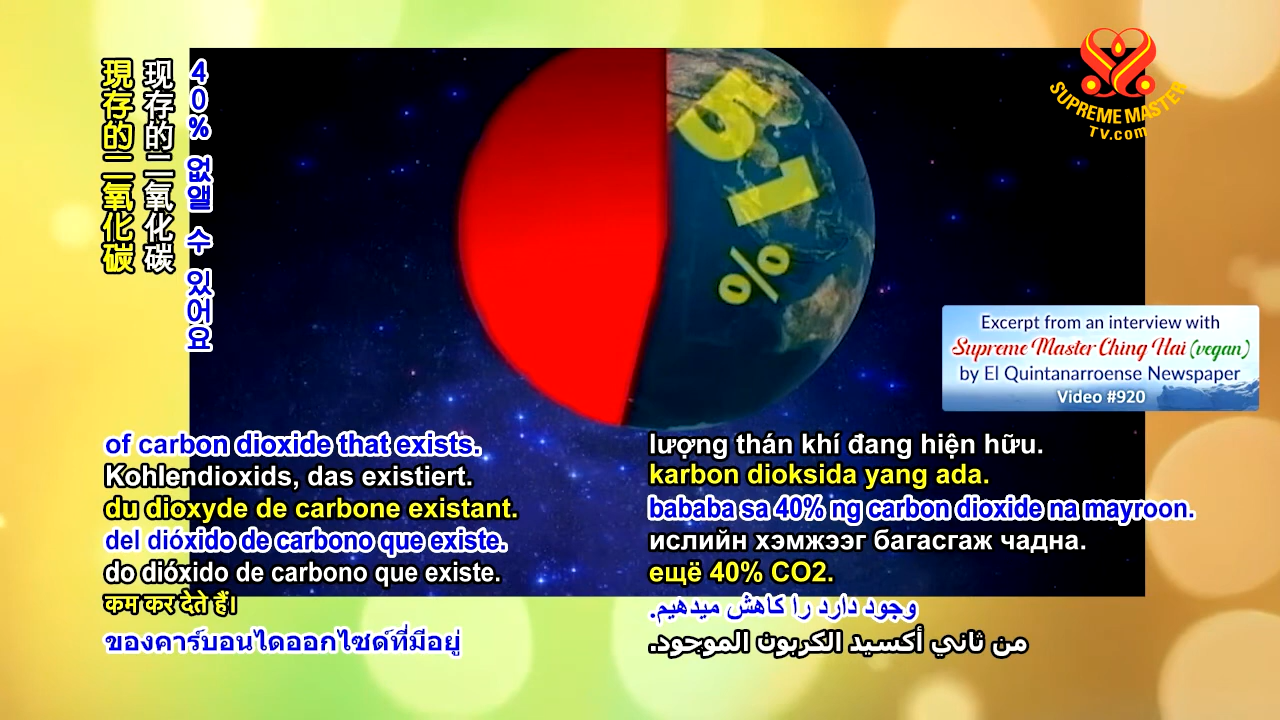 現存的二氧化碳
现存的二氧化碳
40% 없앨 수 있어요
51%
SUPREME MASTER
TV.com
Excerpt from an interview with
Supreme Master Ching Hai (vegan)
by El Quintanarroense Newspaper
Video #920
of carbon dioxide that exists.
Kohlendioxids, das existiert.
du dioxyde de carbone existant.
del dióxido de carbono que existe.
do dióxido de carbono que existe.
कम कर देते हैं।
ของคาร์บอนไดออกไซด์ที่มีอยู่
lượng thán khí đang hiện hữu.
karbon dioksida yang ada.
bababa sa 40% ng carbon dioxide na mayroon.
ислийн хэмжээг багасгаж чадна.
ещё 40% CO2.
وجود دارد را کاهش میدهیم.
من ثاني أكسيد الكربون الموجود.